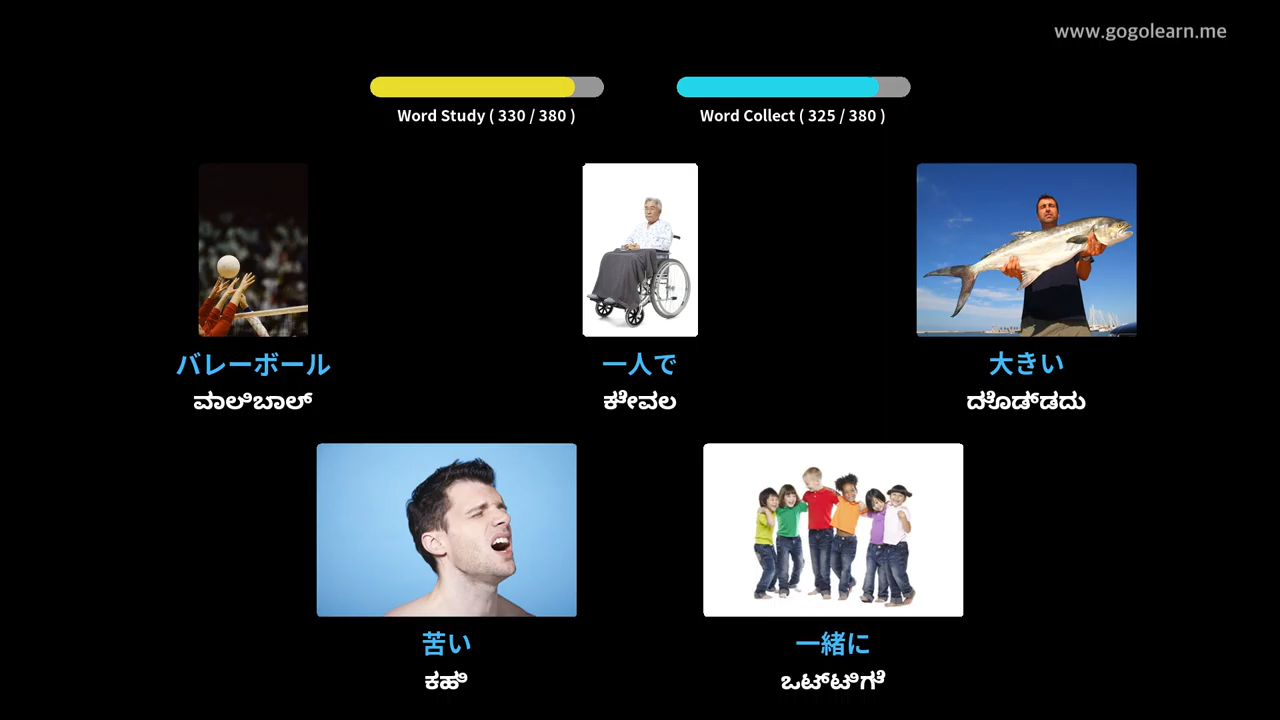 www.gogolearn.me
Word Study ( 330 / 380 )
Word Collect ( 325 / 380 )
バレーボール
ವಾಲಿಬಾಲ್
一人で
ಕೇವಲ
大きい
ದೊಡ್ಡದು
苦い
ಕಹಿ
一緒に
ಒಟ್ಟಿಗೆ